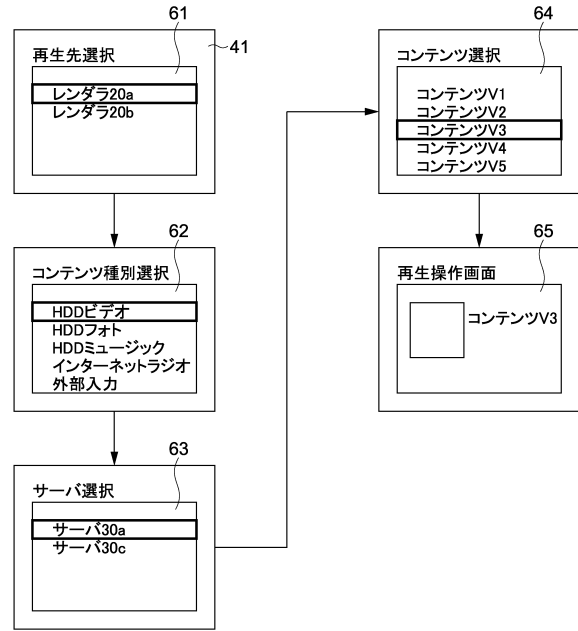 61
41
再生先選択
レンダラ20a
レンダラ20b
62
コンテンツ種別選択
HDDビデオ
HDDフォト
HDDミュージック
インターネットラジオ
外部入力
63
サーバ選択
サーバ30a
サーバ30c
64
コンテンツ選択
コンテンツV1
コンテンツV2
コンテンツV3
コンテンツV4
コンテンツV5
65
再生操作画面
コンテンツV3